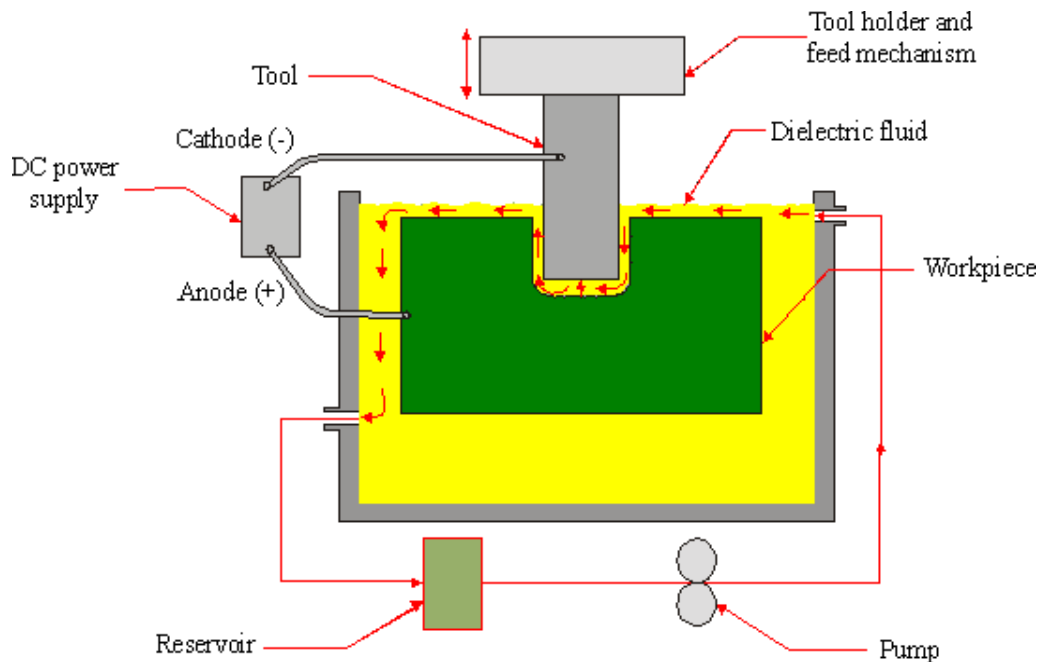 Tool holder and
feed mechanism
Tool
Dielectric fluid
Cathode (-)
DC power
supply
Workpiece
Anode (+)
Reservoir
Pump